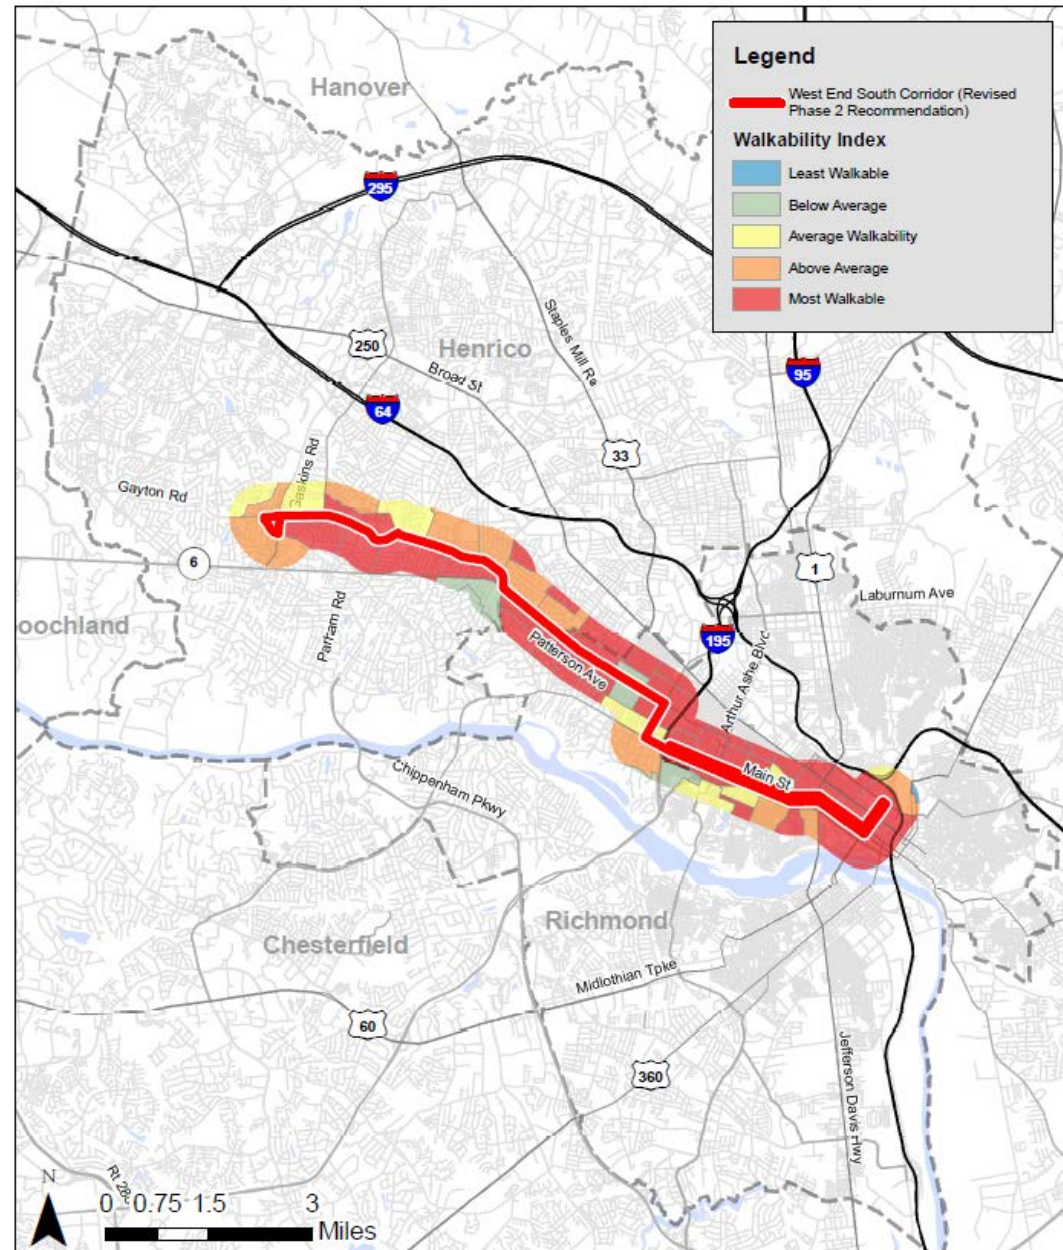 Legend
West End South Corridor (Revised
Phase 2 Recommendation)
Walkability Index
Least Walkable
Below Average
Average Walkability
Above Average
Most Walkable
Hanover
295
250
Henrico
Staples Mill Rd
Broad St
95
64
33
Gaskins Rd
Gayton Rd
6
1
Laburnum Ave
oochland
Parham Rd
195
Arthur Ashe Blvd
Patterson Ave
Main St
Chippenham Pkwy
Richmond
Chesterfield
Midlothian Tpke
60
360
Jefferson Davis Hwy
N
0 0.75 1.5 3
Miles